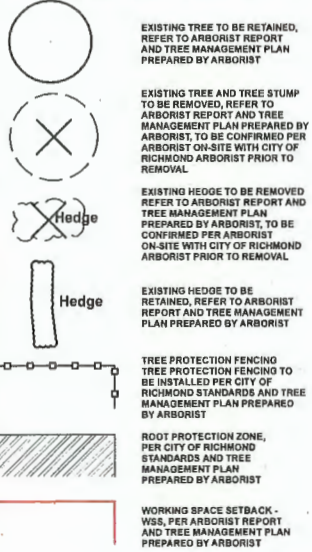 EXISTING TREE TO BE RETAINED,
REFER TO ARBORIST REPORT
AND TREE MANAGEMENT PLAN
PREPARED BY ARBORIST
EXISTING TREE AND TREE STUMP
TO BE REMOVED, REFER TO
ARBORIST REPORT AND TREE
MANAGEMENT PLAN PREPARED BY
ARBORIST, TO BE CONFIRMED PER
ARBORIST ON-SITE WITH CITY OF
RICHMOND ARBORIST PRIOR TO
REMOVAL
Hedge
EXISTING HEDGE TO BE REMOVED
REFER TO ARBORIST REPORT AND
TREE MANAGEMENT PLAN
PREPARED BY ARBORIST, TO BE
CONFIRMED PER ARBORIST
ON-SITE WITH CITY OF RICHMOND
ARBORIST PRIOR TO REMOVAL
Hedge
EXISTING HEDGE TO BE
RETAINED, REFER TO ARBORIST
REPORT AND TREE MANAGEMENT
PLAN PREPARED BY ARBORIST
TREE PROTECTION FENCING
TREE PROTECTION FENCING TO
BE INSTALLED PER CITY OF
RICHMOND STANDARDS AND TREE
MANAGEMENT PLAN PREPARED
BY ARBORIST
ROOT PROTECTION ZONE,
PER CITY OF RICHMOND
STANDARDS AND TREE
MANAGEMENT PLAN
PREPARED BY ARBORIST
WORKING SPACE SETBACK -
WSS, PER ARBORIST REPORT
AND TREE MANAGEMENT PLAN
PREPARED BY ARBORIST